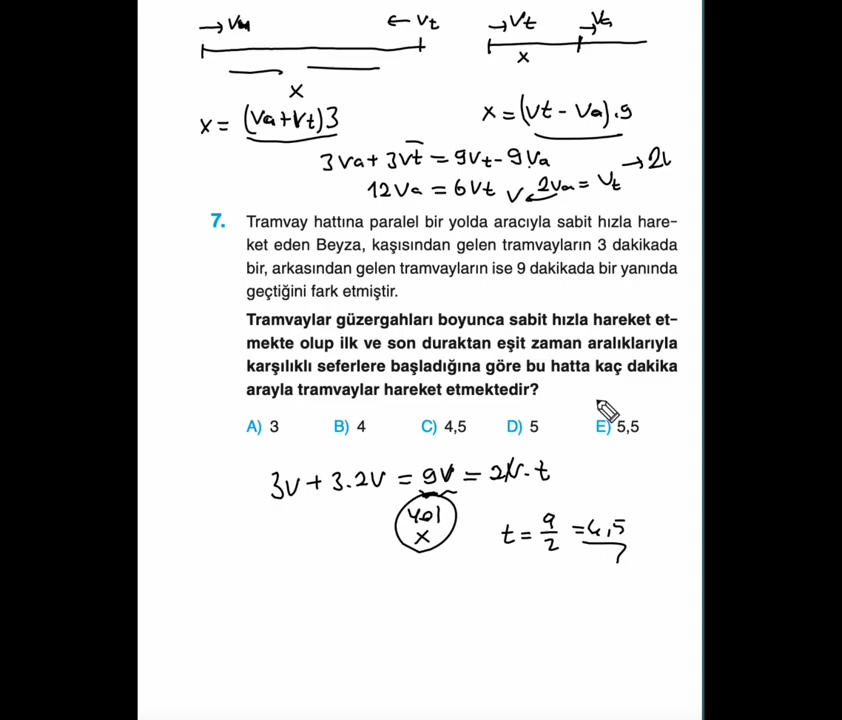 → Va ← Vt → Vt → Va
x
x
x = (Va+Vt)3 x = (Vt - Va).9
3Va + 3Vt = 9Vt - 9Va
12Va = 6Vt V 2Va = Vt → 2V
7. Tramvay hattına paralel bir yolda aracıyla sabit hızla hare-
ket eden Beyza, kaşısından gelen tramvayların 3 dakikada
bir, arkasından gelen tramvayların ise 9 dakikada bir yanında
geçtiğini fark etmiştir.
Tramvaylar güzergahları boyunca sabit hızla hareket et-
mekte olup ilk ve son duraktan eşit zaman aralıklarıyla
karşılıklı seferlere başladığına göre bu hatta kaç dakika
arayla tramvaylar hareket etmektedir?
A) 3 B) 4 C) 4,5 D) 5 E) 5,5
3V + 3.2V = 9V = 2V.t
yol
x
t = 9/2 = 4,5